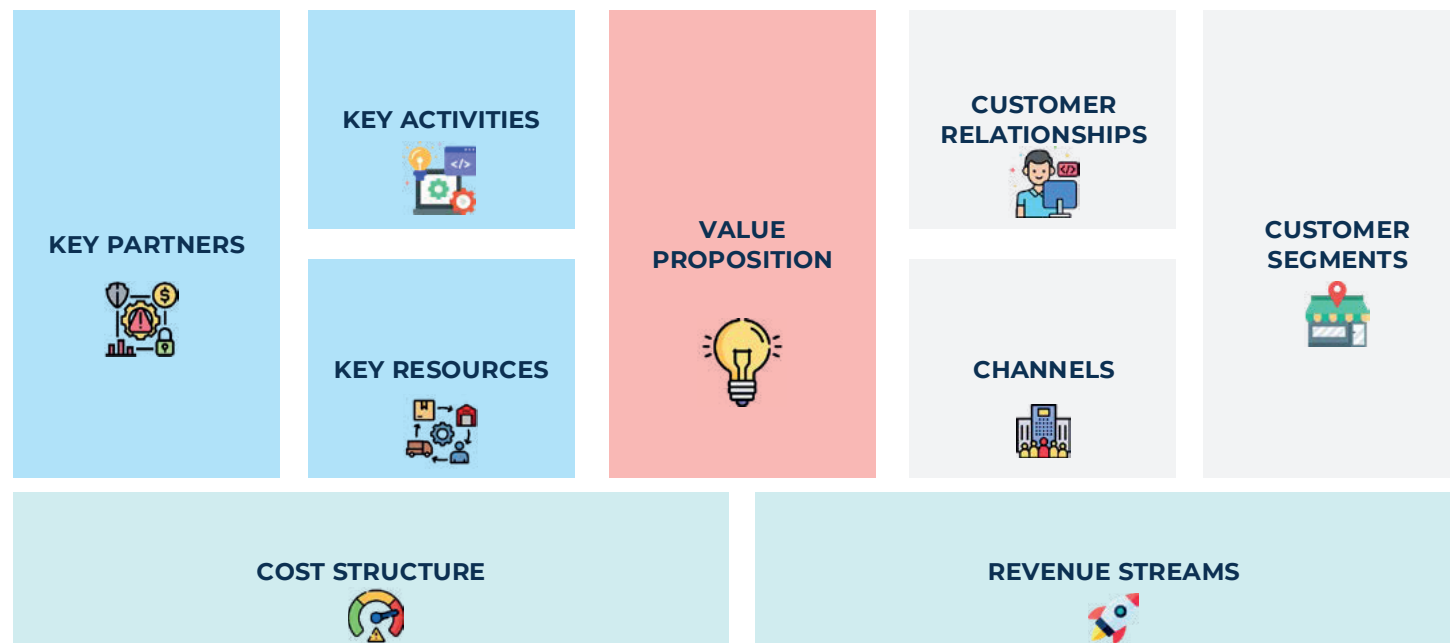 KEY PARTNERS
KEY ACTIVITIES
KEY RESOURCES
VALUE
PROPOSITION
CUSTOMER
RELATIONSHIPS
CHANNELS
CUSTOMER
SEGMENTS
COST STRUCTURE
REVENUE STREAMS